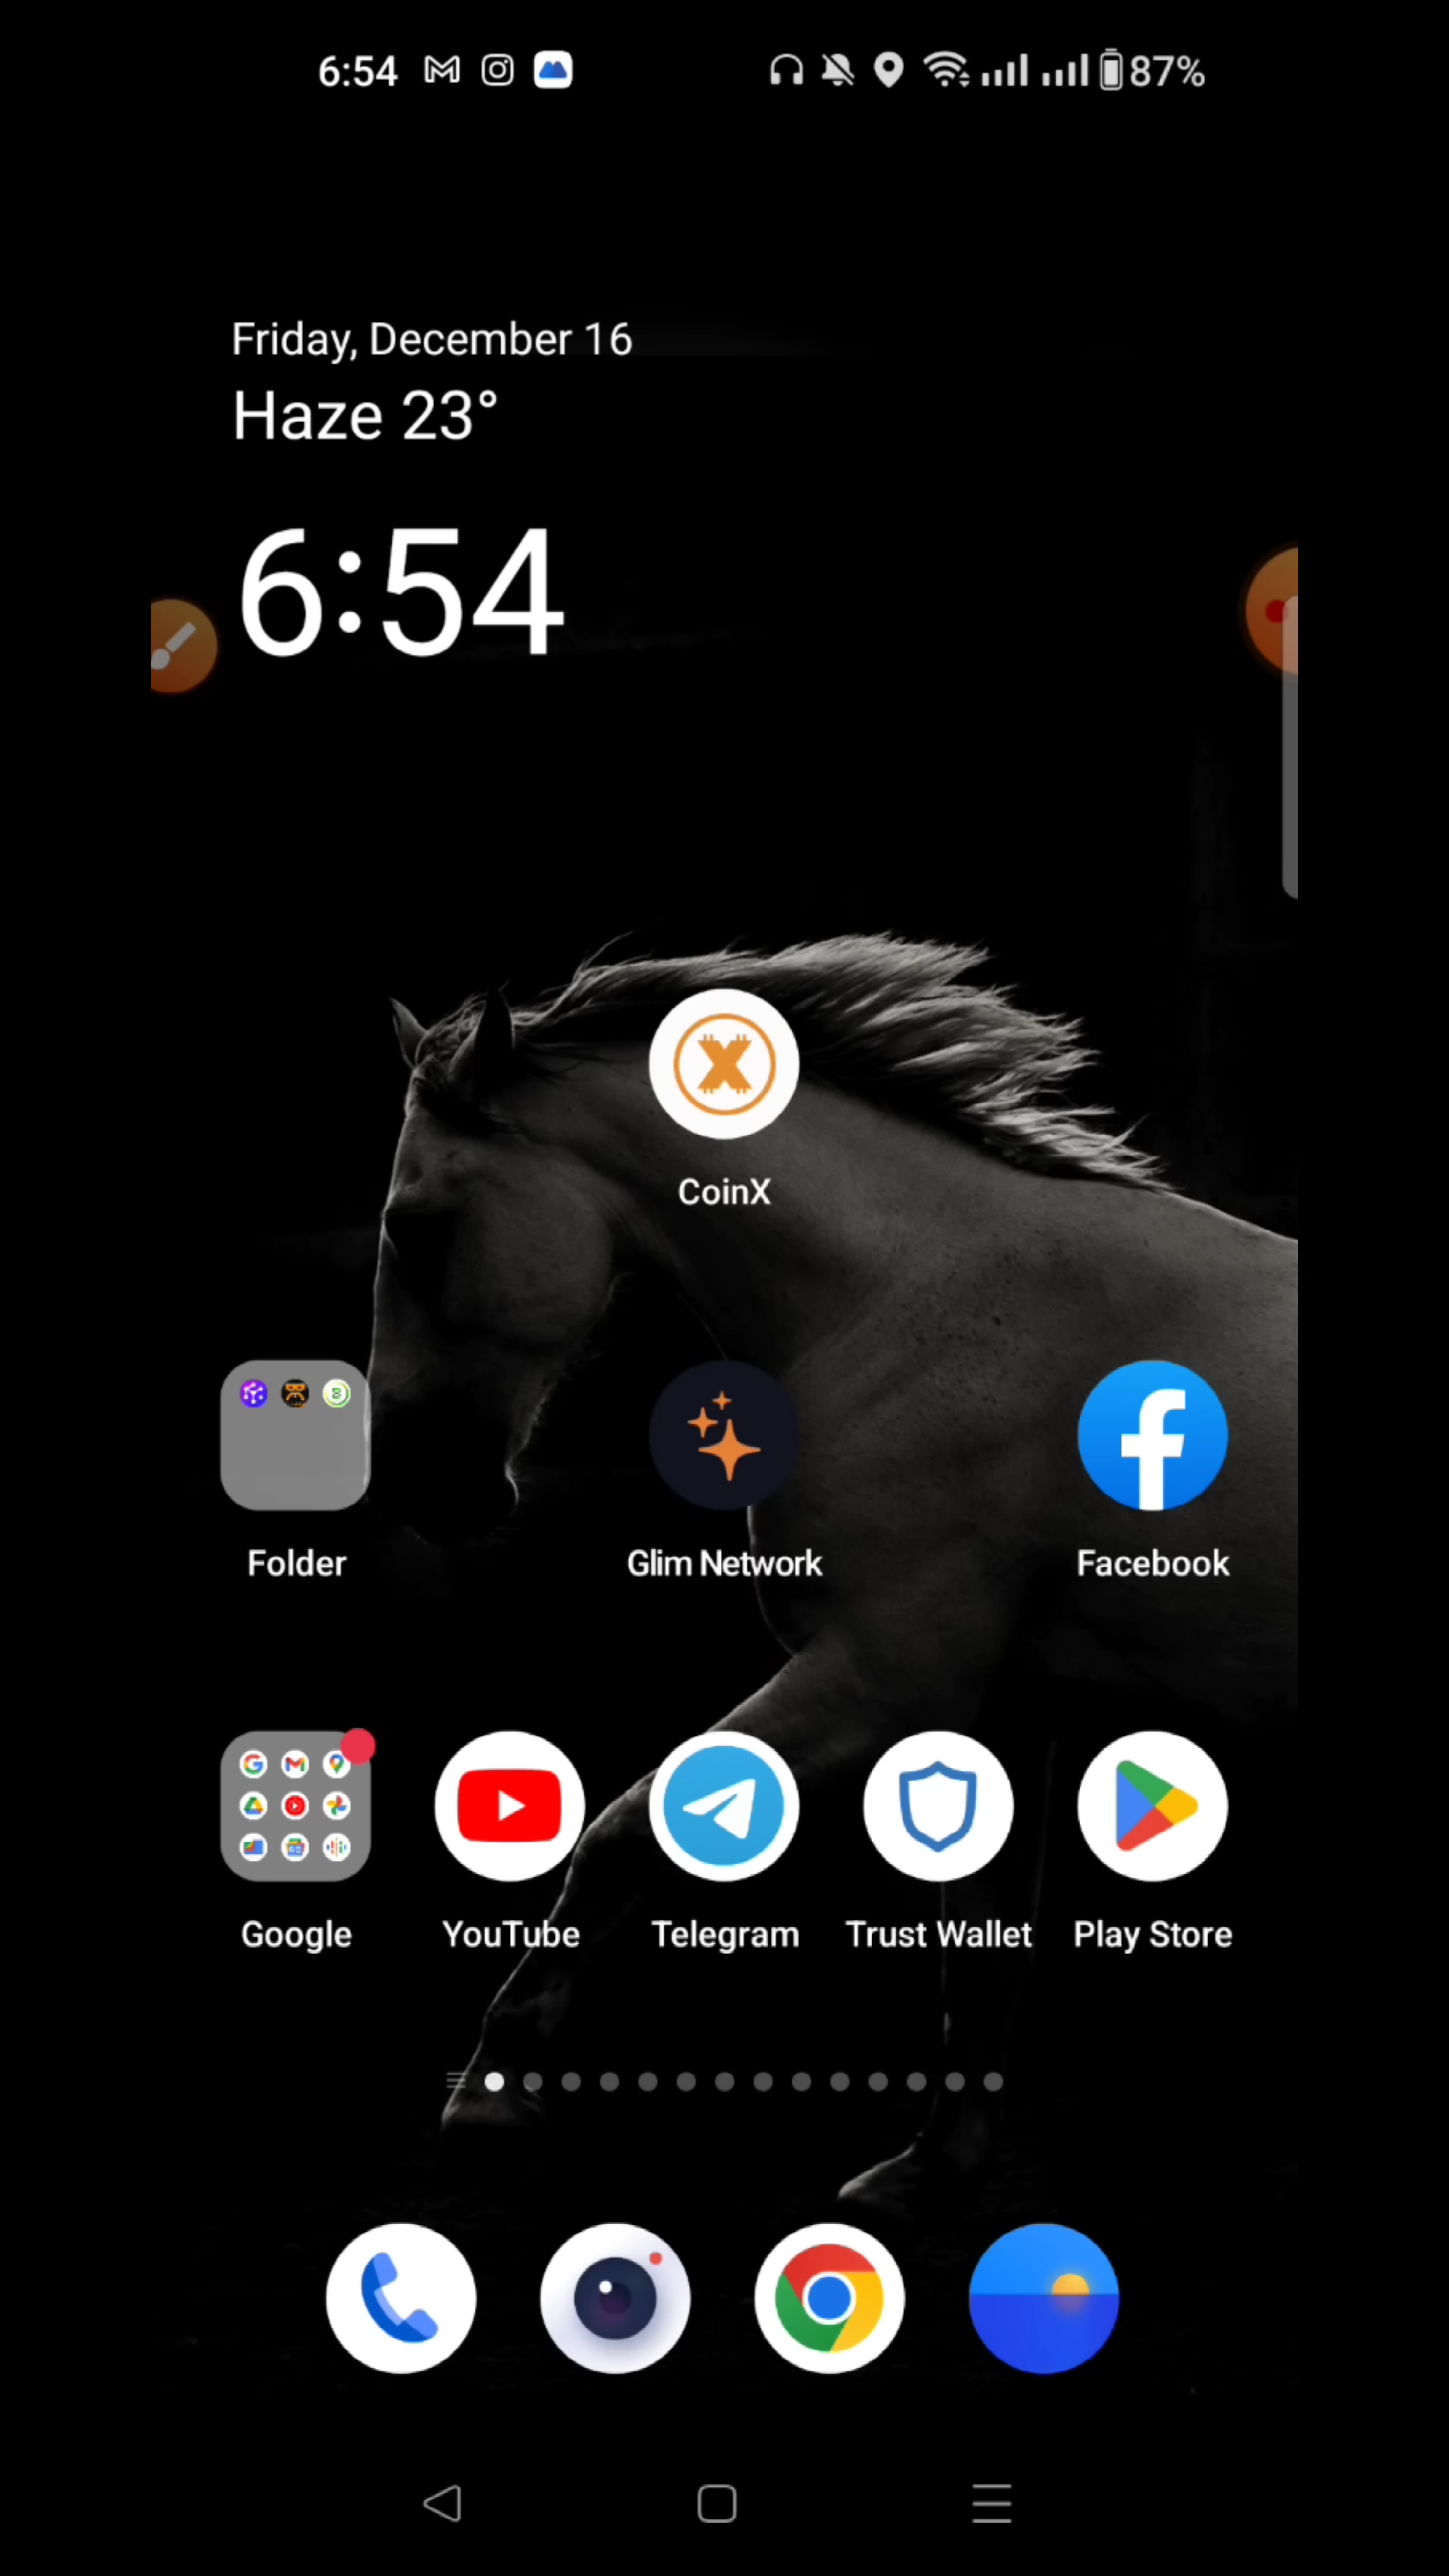 6:54 87%
Friday, December 16
Haze 23°
6:54
CoinX
Folder Glim Network Facebook
Google YouTube Telegram Trust Wallet Play Store